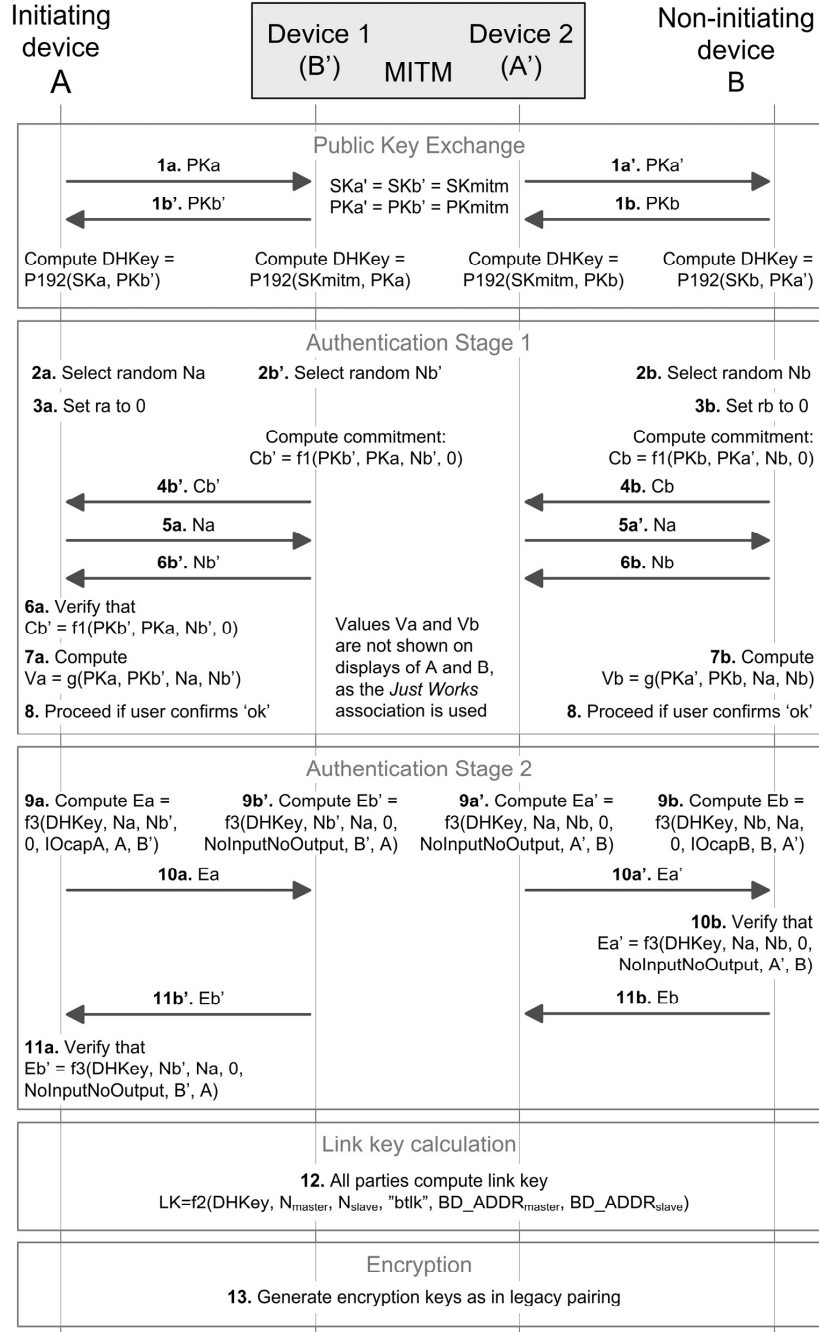 Initiating
device
A
Device 1
(B’)
MITM
Device 2
(A’)
Non-initiating
device
B
Public Key Exchange
1a. PKa
1a’. PKa’
SKa' = SKb' = SKmitm
PKa' = PKb' = PKmitm
1b’. PKb’
1b. PKb
Compute DHKey =
P192(SKa, PKb’)
Compute DHKey =
P192(SKmitm, PKa)
Compute DHKey =
P192(SKmitm, PKb)
Compute DHKey =
P192(SKb, PKa’)
Authentication Stage 1
2a. Select random Na
2b’. Select random Nb’
2b. Select random Nb
3a. Set ra to 0
3b. Set rb to 0
Compute commitment:
Cb’ = f1(PKb’, PKa, Nb’, 0)
Compute commitment:
Cb = f1(PKb, PKa’, Nb, 0)
4b’. Cb’
4b. Cb
5a. Na
5a’. Na
6b’. Nb’
6b. Nb
6a. Verify that
Cb’ = f1(PKb’, PKa, Nb’, 0)
7a. Compute
Va = g(PKa, PKb’, Na, Nb’)
Values Va and Vb
are not shown on
displays of A and B,
as the Just Works
association is used
7b. Compute
Vb = g(PKa’, PKb, Na, Nb)
8. Proceed if user confirms ‘ok’
8. Proceed if user confirms ‘ok’
Authentication Stage 2
9a. Compute Ea =
f3(DHKey, Na, Nb’,
0, IOcapA, A, B’)
9b’. Compute Eb’ =
f3(DHKey, Nb’, Na, 0,
NoInputNoOutput, B’, A)
9a’. Compute Ea’ =
f3(DHKey, Na, Nb, 0,
NoInputNoOutput, A’, B)
9b. Compute Eb =
f3(DHKey, Nb, Na,
0, IOcapB, B, A’)
10a. Ea
10a’. Ea’
10b. Verify that
Ea’ = f3(DHKey, Na, Nb, 0,
NoInputNoOutput, A’, B)
11b’. Eb’
11b. Eb
11a. Verify that
Eb’ = f3(DHKey, Nb’, Na, 0,
NoInputNoOutput, B’, A)
Link key calculation
12. All parties compute link key
LK=f2(DHKey, Nmaster, Nslave, ”btlk”, BD_ADDRmaster, BD_ADDRslave)
Encryption
13. Generate encryption keys as in legacy pairing